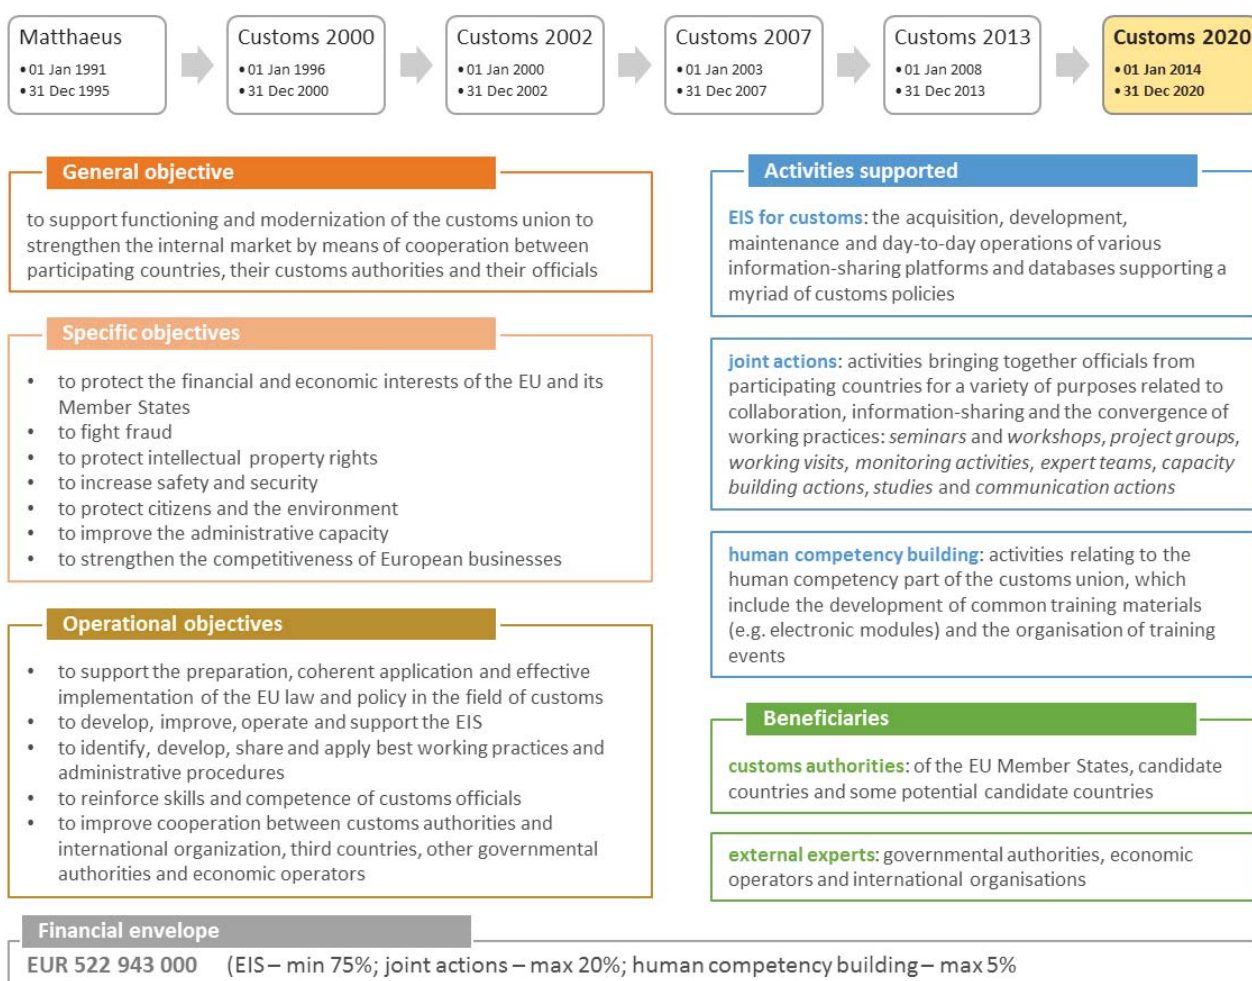 Matthaeus
• 01 Jan 1991
• 31 Dec 1995
Customs 2000
• 01 Jan 1996
• 31 Dec 2000
Customs 2002
• 01 Jan 2000
• 31 Dec 2002
Customs 2007
• 01 Jan 2003
• 31 Dec 2007
Customs 2013
• 01 Jan 2008
• 31 Dec 2013
Customs 2020
• 01 Jan 2014
• 31 Dec 2020
General objective
to support functioning and modernization of the customs union to
strengthen the internal market by means of cooperation between
participating countries, their customs authorities and their officials
Specific objectives
• to protect the financial and economic interests of the EU and its
Member States
• to fight fraud
• to protect intellectual property rights
• to increase safety and security
• to protect citizens and the environment
• to improve the administrative capacity
• to strengthen the competitiveness of European businesses
Operational objectives
• to support the preparation, coherent application and effective
implementation of the EU law and policy in the field of customs
• to develop, improve, operate and support the EIS
• to identify, develop, share and apply best working practices and
administrative procedures
• to reinforce skills and competence of customs officials
• to improve cooperation between customs authorities and
international organization, third countries, other governmental
authorities and economic operators
Activities supported
EIS for customs: the acquisition, development,
maintenance and day-to-day operations of various
information-sharing platforms and databases supporting a
myriad of customs policies
joint actions: activities bringing together officials from
participating countries for a variety of purposes related to
collaboration, information-sharing and the convergence of
working practices: seminars and workshops, project groups,
working visits, monitoring activities, expert teams, capacity
building actions, studies and communication actions
human competency building: activities relating to the
human competency part of the customs union, which
include the development of common training materials
(e.g. electronic modules) and the organisation of training
events
Beneficiaries
customs authorities: of the EU Member States, candidate
countries and some potential candidate countries
external experts: governmental authorities, economic
operators and international organisations
Financial envelope
EUR 522 943 000 (EIS – min 75%; joint actions – max 20%; human competency building – max 5%